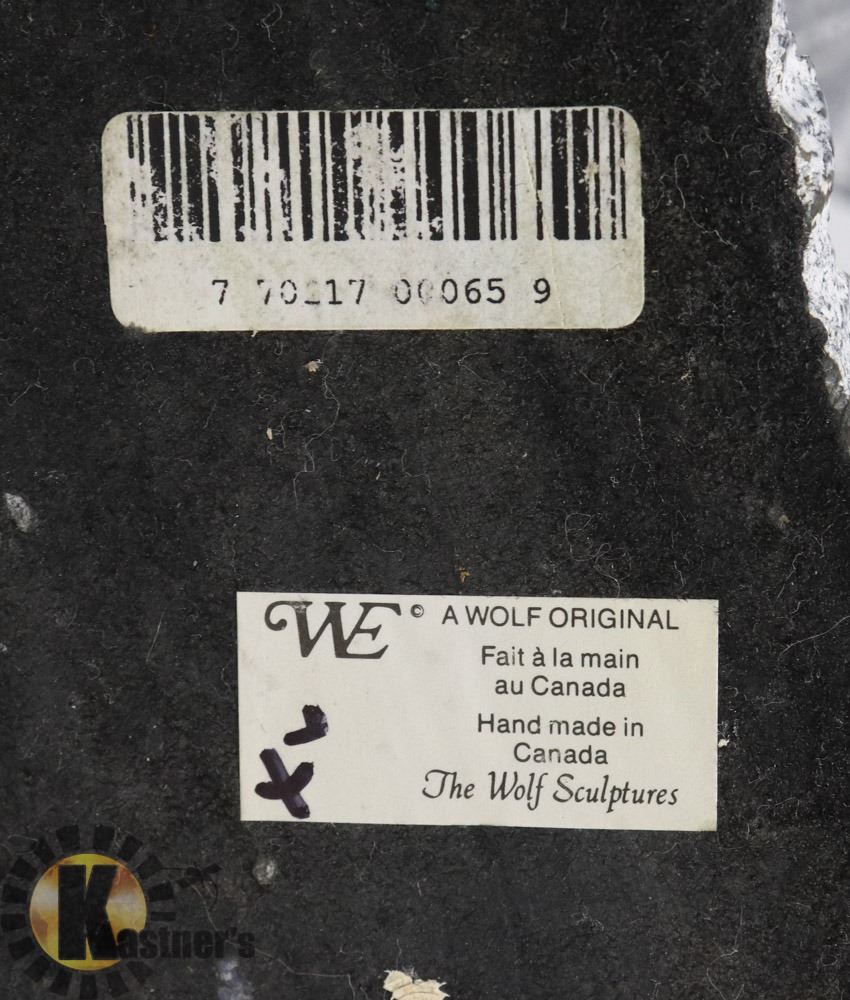 7 70217 00065 9
WE © A WOLF ORIGINAL
Fait à la main
au Canada
Hand made in
Canada
The Wolf Sculptures
Kastner's